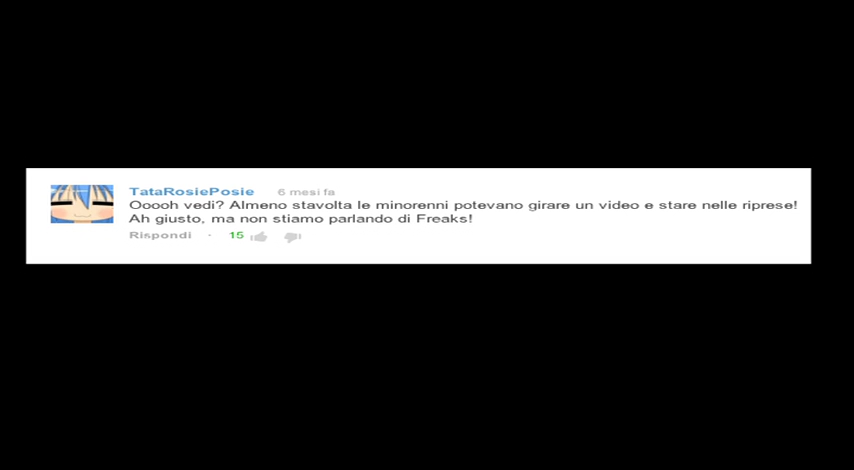 TataRosiePosie 6 mesi fa
Ooooh vedi? Almeno stavolta le minorenni potevano girare un video e stare nelle riprese!
Ah giusto, ma non stiamo parlando di Freaks!
Rispondi · 15